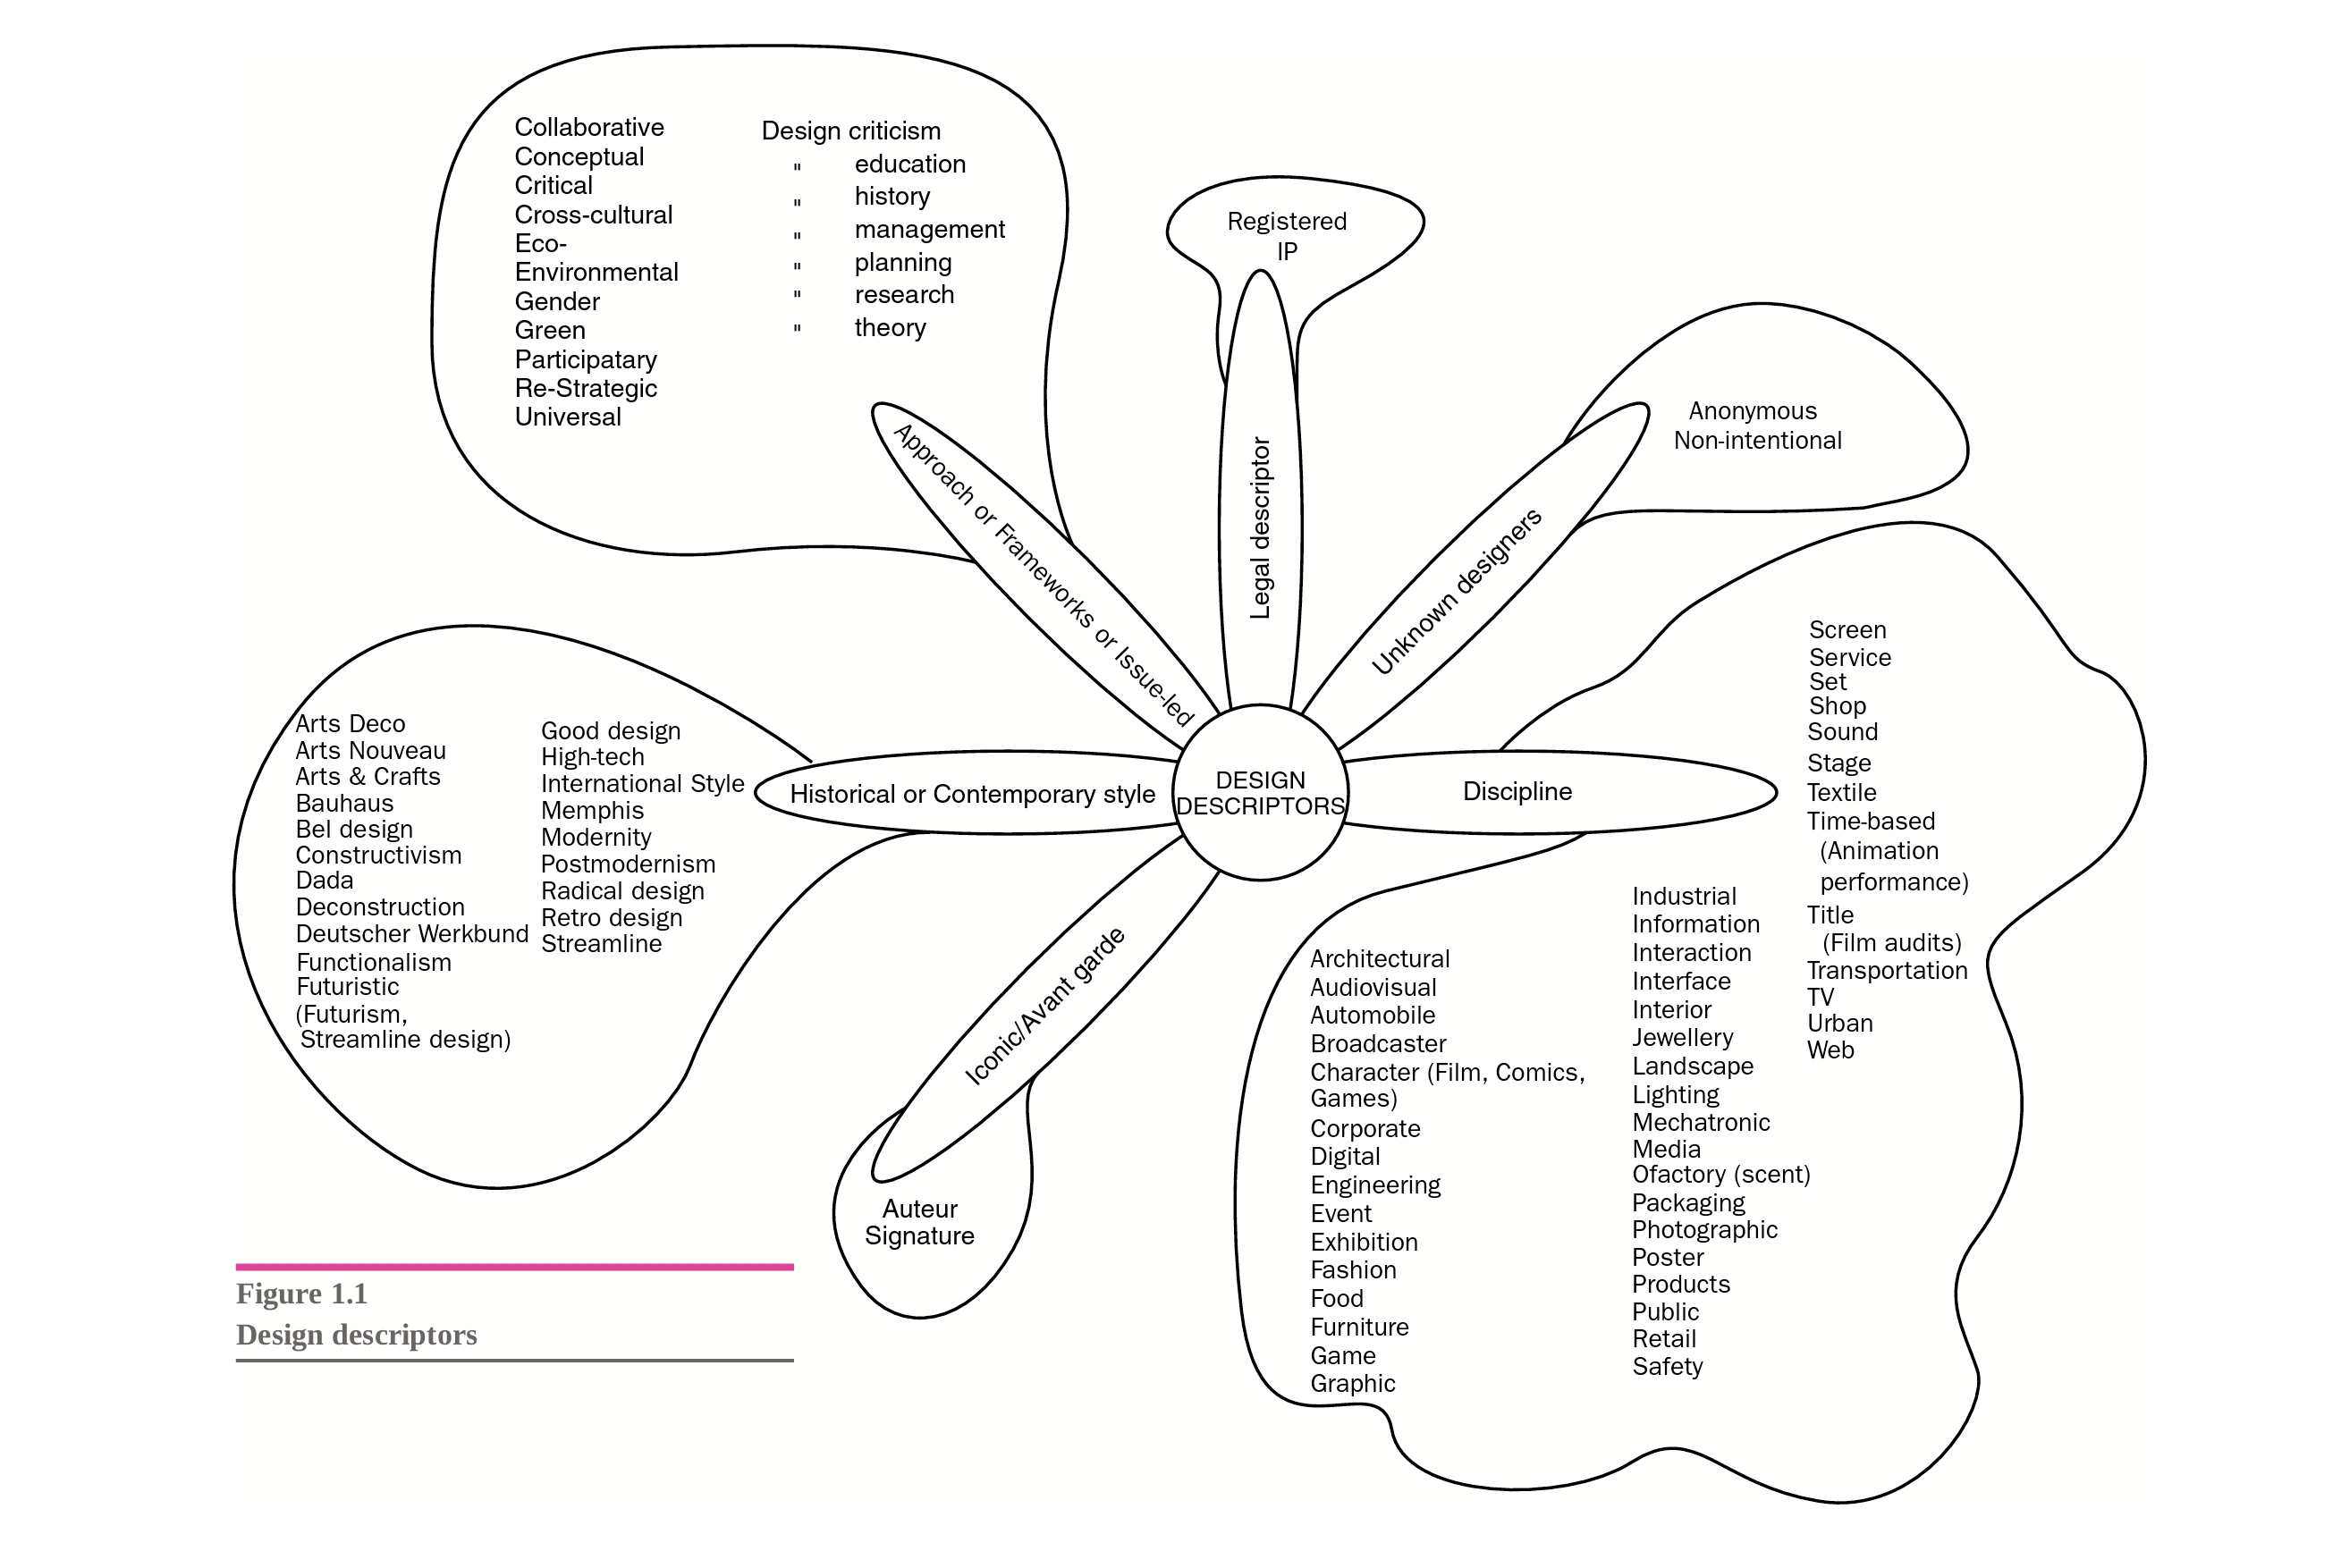 Collaborative
Conceptual
Critical
Cross-cultural
Eco-
Environmental
Gender
Green
Participatary
Re-Strategic
Universal
Design criticism
" education
" history
" management
" planning
" research
" theory
Approach or Frameworks or Issue-led
Registered
IP
Legal descriptor
Anonymous
Non-intentional
Unknown designers
DESIGN
DESCRIPTORS
Historical or Contemporary style
Arts Deco
Arts Nouveau
Arts & Crafts
Bauhaus
Bel design
Constructivism
Dada
Deconstruction
Deutscher Werkbund
Functionalism
Futuristic
(Futurism,
Streamline design)
Good design
High-tech
International Style
Memphis
Modernity
Postmodernism
Radical design
Retro design
Streamline
Discipline
Architectural
Audiovisual
Automobile
Broadcaster
Character (Film, Comics,
Games)
Corporate
Digital
Engineering
Event
Exhibition
Fashion
Food
Furniture
Game
Graphic
Industrial
Information
Interaction
Interface
Interior
Jewellery
Landscape
Lighting
Mechatronic
Media
Ofactory (scent)
Packaging
Photographic
Poster
Products
Public
Retail
Safety
Screen
Service
Set
Shop
Sound
Stage
Textile
Time-based
(Animation
performance)
Title
(Film audits)
Transportation
TV
Urban
Web
Iconic/Avant garde
Auteur
Signature
Figure 1.1
Design descriptors